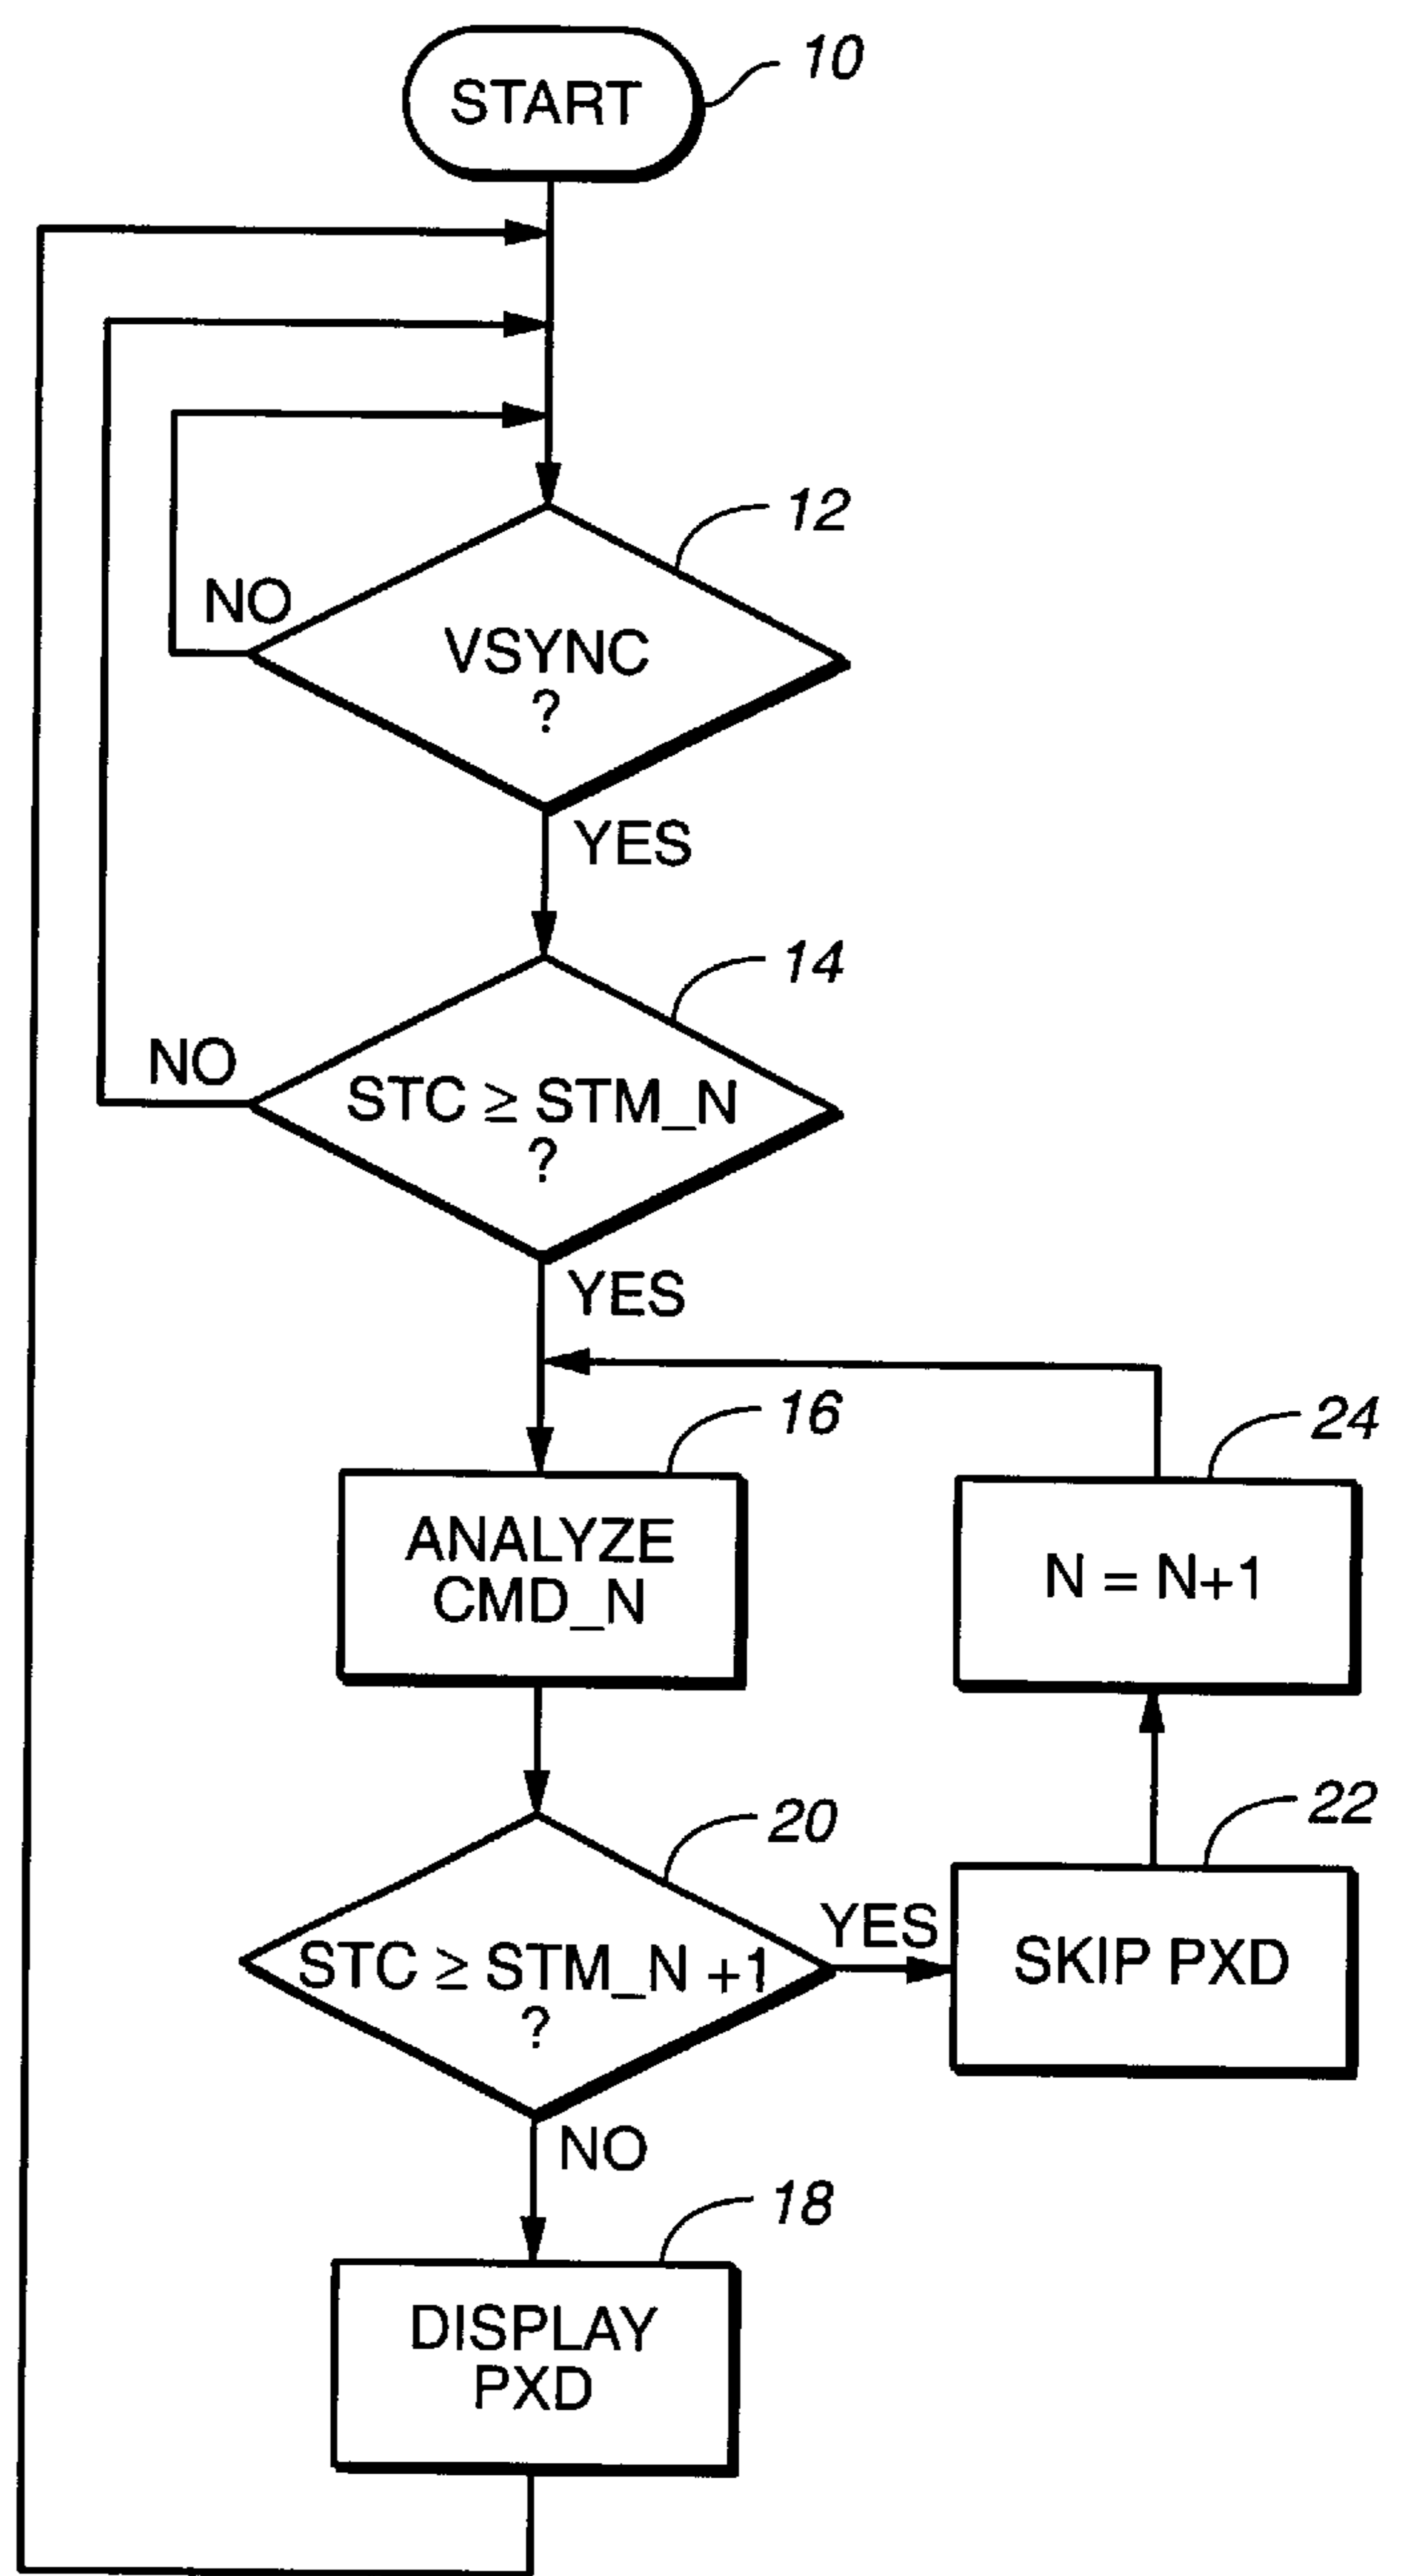 START
10
12
NO
VSYNC
?
YES
14
NO
STC ≥ STM_N
?
YES
16
24
ANALYZE
CMD_N
N = N+1
20
22
YES
STC ≥ STM_N +1
?
SKIP PXD
NO
18
DISPLAY
PXD